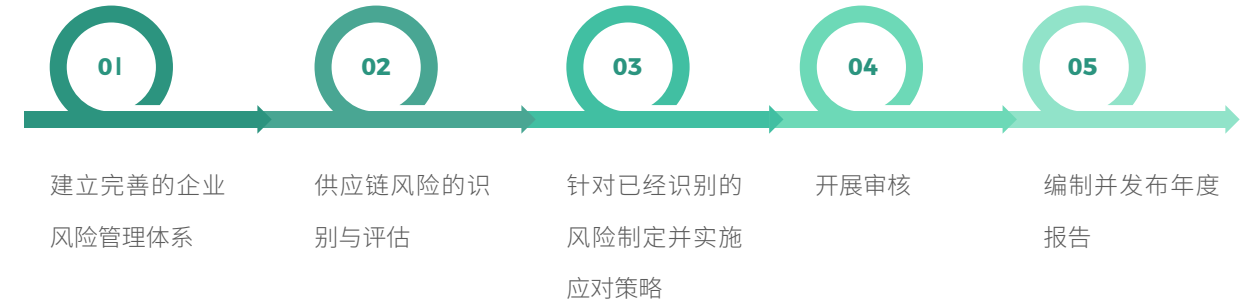 01
建立完善的企业
风险管理体系
02
供应链风险的识
别与评估
03
针对已经识别的
风险制定并实施
应对策略
04
开展审核
05
编制并发布年度
报告